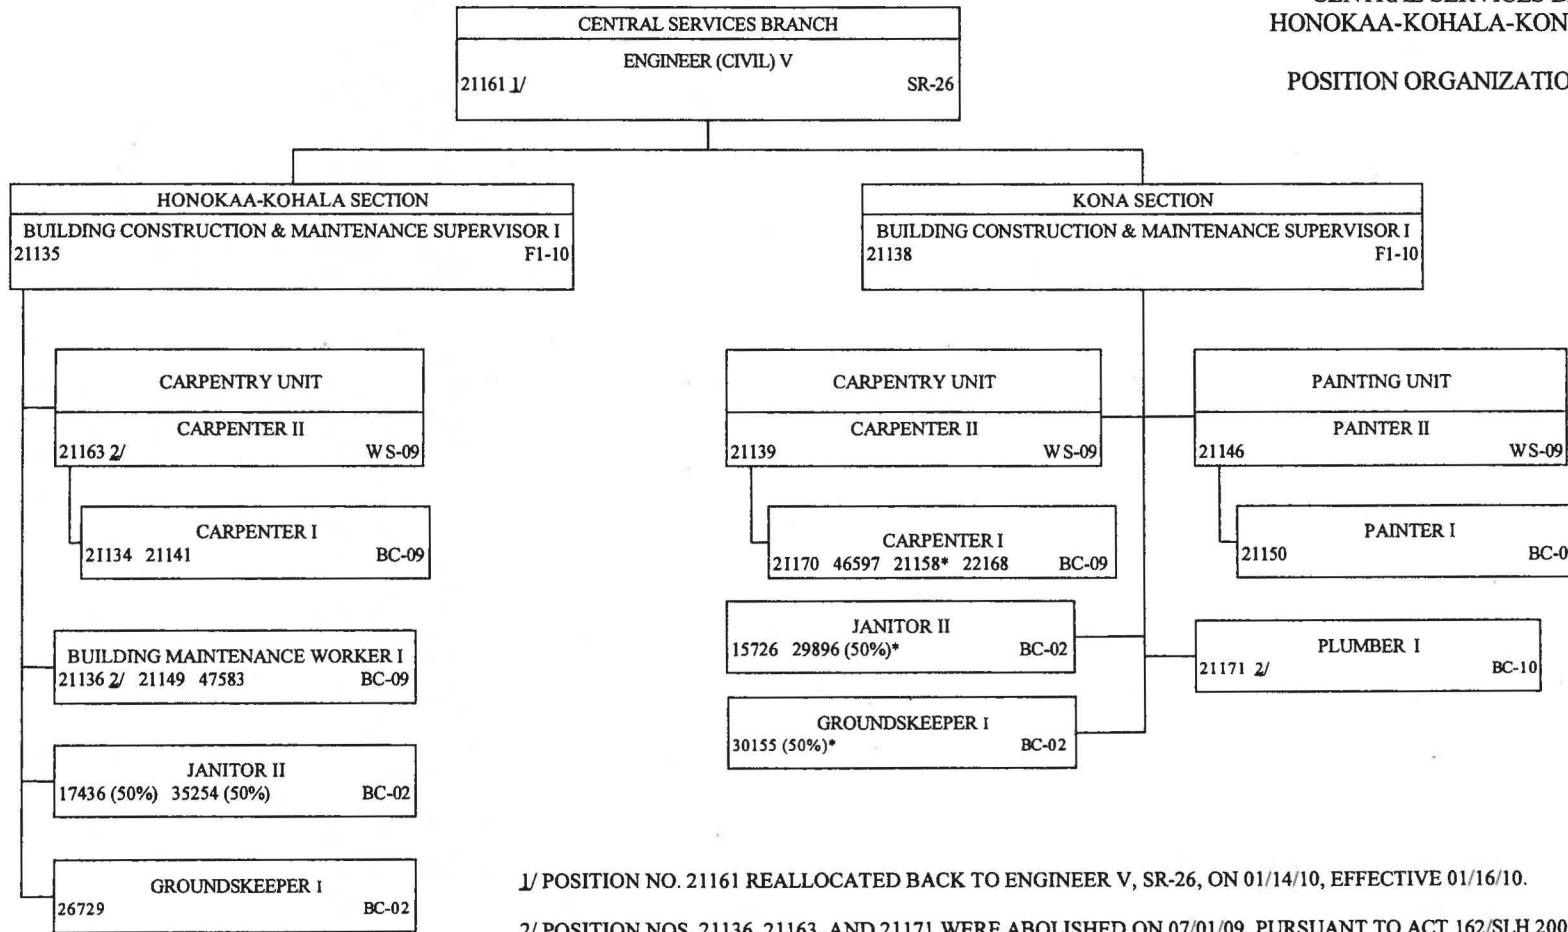 HONOKAA-KOHALA-KON
POSITION ORGANIZATIO
CENTRAL SERVICES BRANCH
ENGINEER (CIVIL) V
21161 1/ SR-26
HONOKAA-KOHALA SECTION
BUILDING CONSTRUCTION & MAINTENANCE SUPERVISOR I
21135 F1-10
KONA SECTION
BUILDING CONSTRUCTION & MAINTENANCE SUPERVISOR I
21138 F1-10
CARPENTRY UNIT
CARPENTER II
21163 2/ WS-09
CARPENTER I
21134 21141 BC-09
BUILDING MAINTENANCE WORKER I
21136 2/ 21149 47583 BC-09
JANITOR II
17436 (50%) 35254 (50%) BC-02
GROUNDSKEEPER I
26729 BC-02
CARPENTRY UNIT
CARPENTER II
21139 WS-09
CARPENTER I
21170 46597 21158* 22168 BC-09
JANITOR II
15726 29896 (50%)* BC-02
GROUNDSKEEPER I
30155 (50%)* BC-02
PAINTING UNIT
PAINTER II
21146 WS-09
PAINTER I
21150 BC-0
PLUMBER I
21171 2/ BC-10
1/ POSITION NO. 21161 REALLOCATED BACK TO ENGINEER V, SR-26, ON 01/14/10, EFFECTIVE 01/16/10.
2/ POSITION NOS. 21136, 21163, AND 21171 WERE ABOLISHED ON 07/01/09, PURSUANT TO ACT 162/SLH 200